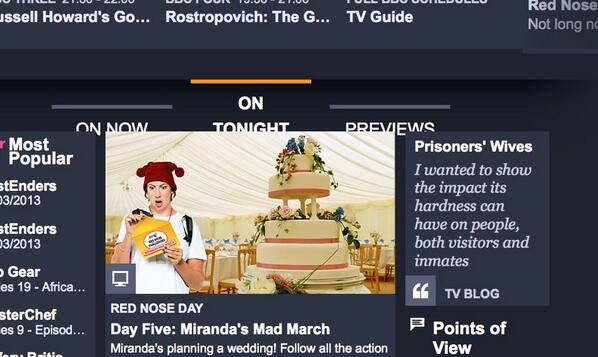 ussell Howard's Go...
Rostropovich: The G...
TV Guide
Red Nose
Not long no
ON NOW
ON TONIGHT
PREVIEWS
Most Popular
stEnders
03/2013
stEnders
03/2013
p Gear
es 19 - Africa...
sterChef
es 9 - Episod...
RED NOSE DAY
Day Five: Miranda's Mad March
Miranda's planning a wedding! Follow all the action
Prisoners' Wives
I wanted to show
the impact its
hardness can
have on people,
both visitors and
inmates
TV BLOG
Points of
View